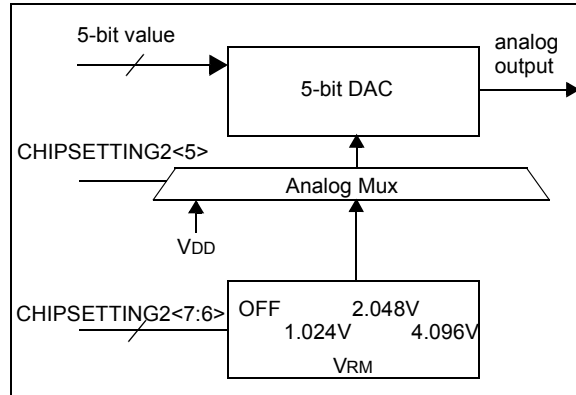 5-bit value
analog
output
5-bit DAC
CHIPSETTING2<5>
Analog Mux
VDD
CHIPSETTING2<7:6>
OFF 2.048V
1.024V 4.096V
VRM